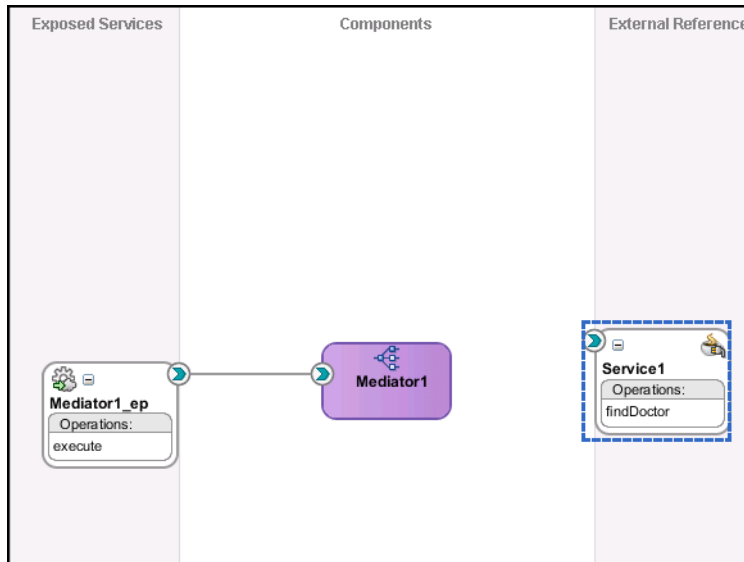 Exposed Services
Components
External Reference
Mediator1_ep
Operations:
execute
Mediator1
Service1
Operations:
findDoctor